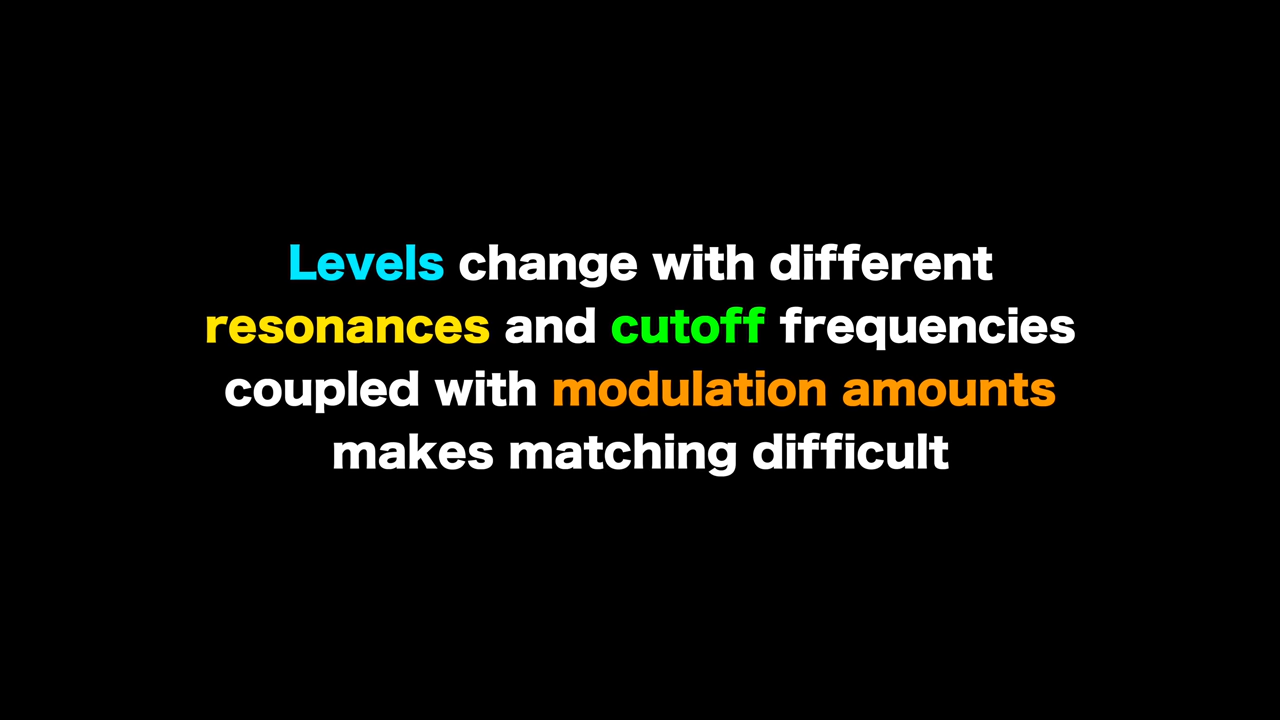 Levels change with different
resonances and cutoff frequencies
coupled with modulation amounts
makes matching difficult